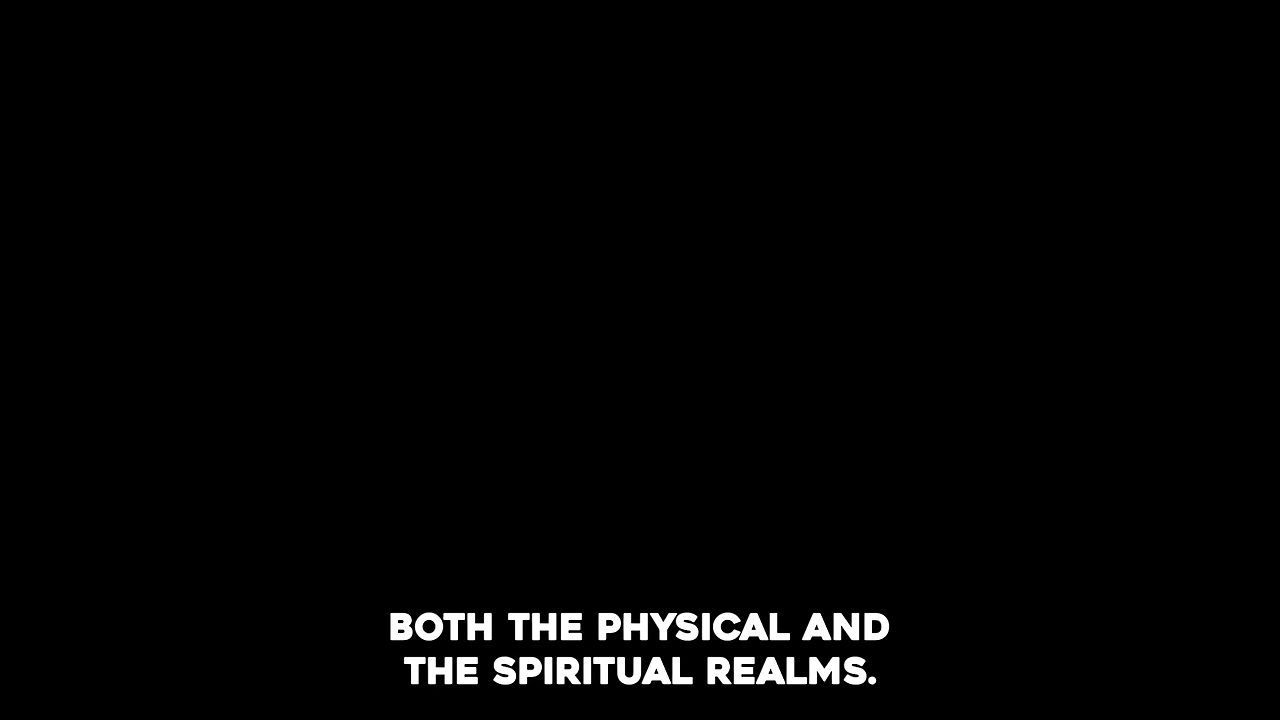 BOTH THE PHYSICAL AND
THE SPIRITUAL REALMS.